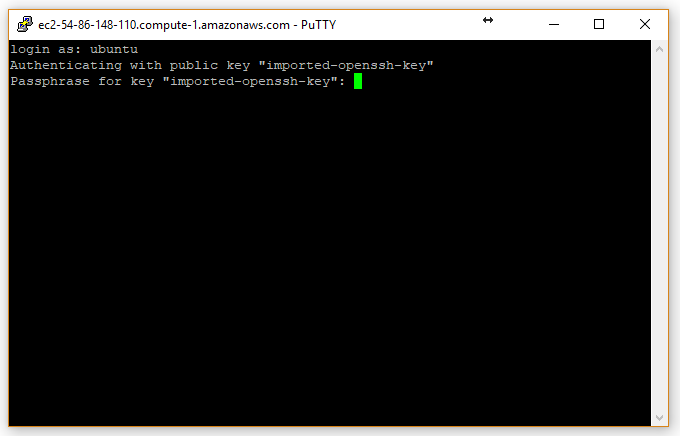 ec2-54-86-148-110.compute-1.amazonaws.com - PuTTY
login as: ubuntu
Authenticating with public key "imported-openssh-key"
Passphrase for key "imported-openssh-key":